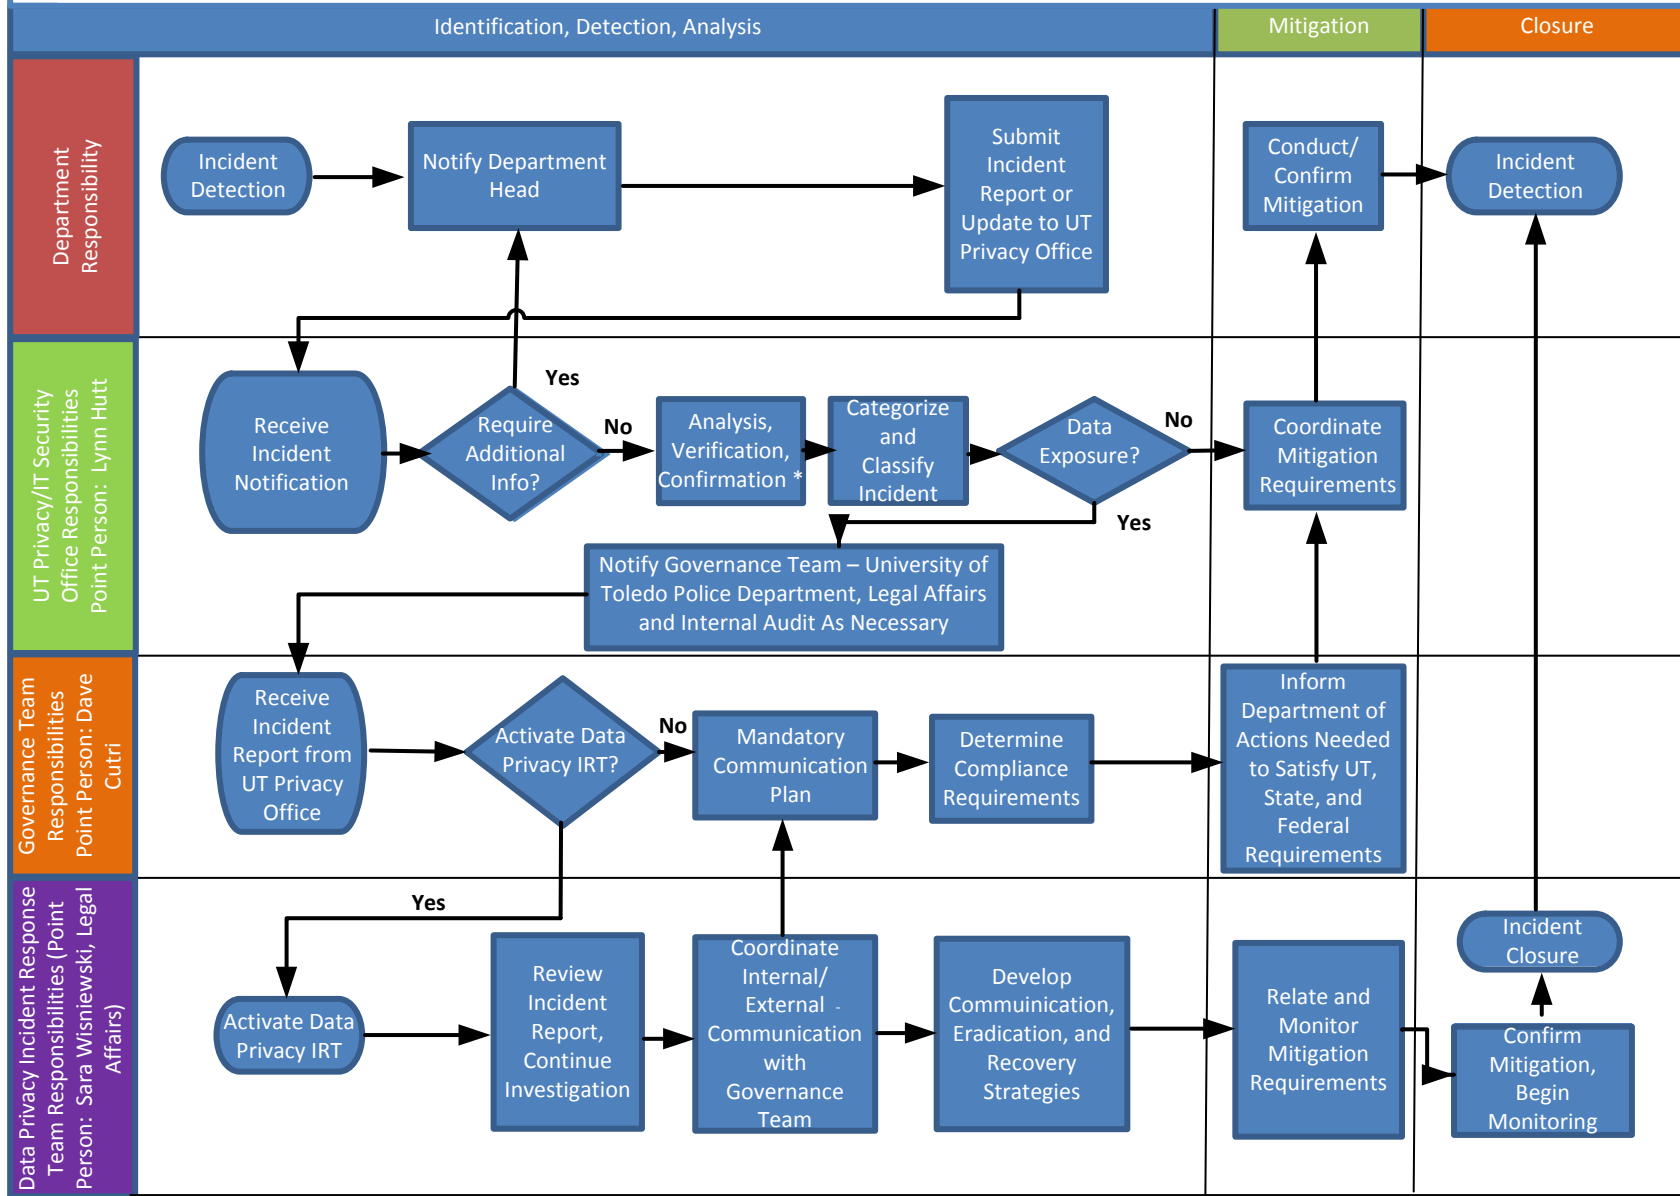 Identification, Detection, Analysis
Mitigation
Closure
Department
Responsibility
Incident
Detection
Notify Department
Head
Submit
Incident
Report or
Update to UT
Privacy Office
Conduct/
Confirm
Mitigation
Incident
Detection
UT Privacy/IT Security
Office Responsibilities
Point Person: Lynn Hutt
Receive
Incident
Notification
Require
Additional
Info?
Yes
No
Analysis,
Verification,
Confirmation *
Categorize
and
Classify
Incident
Data
Exposure?
No
Yes
Coordinate
Mitigation
Requirements
Notify Governance Team – University of
Toledo Police Department, Legal Affairs
and Internal Audit As Necessary
Governance Team
Responsibilities
Point Person: Dave
Cutri
Receive
Incident
Report from
UT Privacy
Office
Activate Data
Privacy IRT?
No
Yes
Mandatory
Communication
Plan
Determine
Compliance
Requirements
Inform
Department of
Actions Needed
to Satisfy UT,
State, and
Federal
Requirements
Data Privacy Incident Response
Team Responsibilities (Point
Person: Sara Wisniewski, Legal
Affairs)
Activate Data
Privacy IRT
Review
Incident
Report,
Continue
Investigation
Coordinate
Internal/
External -
Communication
with
Governance
Team
Develop
Commuinication,
Eradication, and
Recovery
Strategies
Relate and
Monitor
Mitigation
Requirements
Incident
Closure
Confirm
Mitigation,
Begin
Monitoring